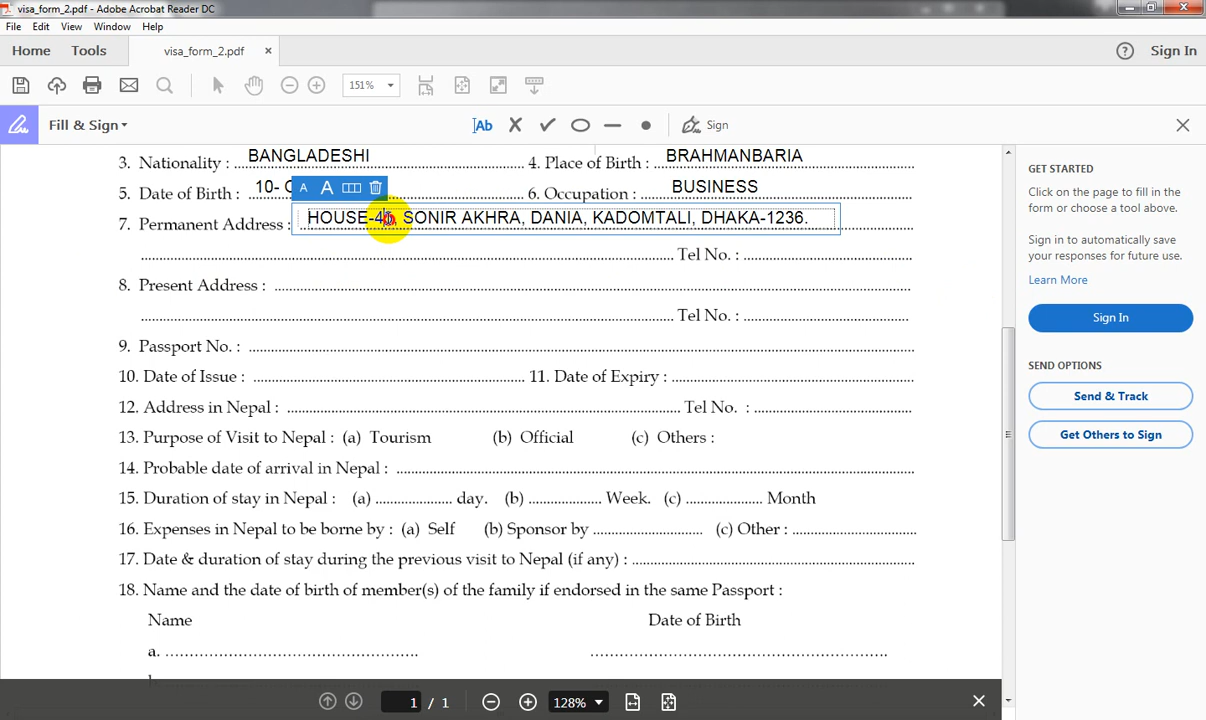 visa_form_2.pdf - Adobe Acrobat Reader DC
File Edit View Window Help
Home Tools visa_form_2.pdf × ? Sign In
151%
Fill & Sign Ab Sign
3. Nationality : BANGLADESHI 4. Place of Birth : BRAHMANBARIA
5. Date of Birth : 10- 6. Occupation : BUSINESS
A A
7. Permanent Address : SONIR AKHRA, DANIA, KADOMTALI, DHAKA-1236.
Tel No. :
8. Present Address :
Tel No. :
9. Passport No. :
10. Date of Issue : 11. Date of Expiry :
12. Address in Nepal : Tel No. :
13. Purpose of Visit to Nepal : (a) Tourism (b) Official (c) Others :
14. Probable date of arrival in Nepal :
15. Duration of stay in Nepal : (a) day. (b) Week. (c) Month
16. Expenses in Nepal to be borne by : (a) Self (b) Sponsor by (c) Other :
17. Date & duration of stay during the previous visit to Nepal (if any) :
18. Name and the date of birth of member(s) of the family if endorsed in the same Passport :
Name Date of Birth
a.
GET STARTED
Click on the page to fill in the
form or choose a tool above.
Sign in to automatically save
your responses for future use.
Learn More
Sign In
SEND OPTIONS
Send & Track
Get Others to Sign
1 / 1 128%